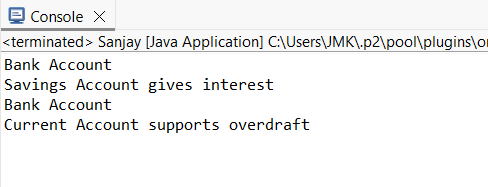 Console
<terminated> Sanjay [Java Application] C:\Users\JMK\.p2\pool\plugins\o
Bank Account
Savings Account gives interest
Bank Account
Current Account supports overdraft